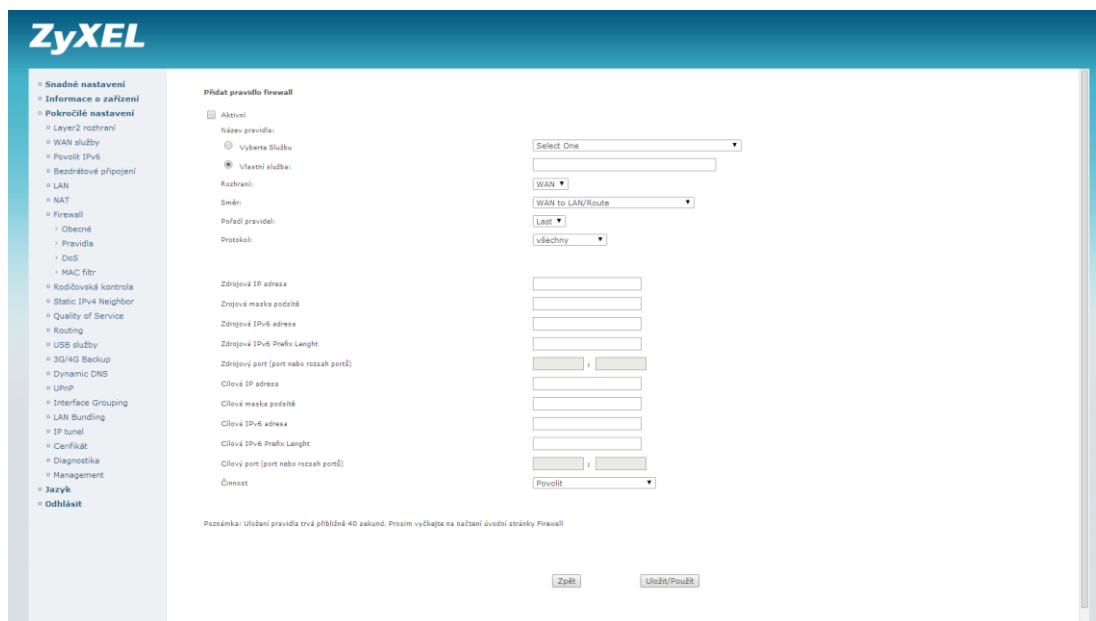 ZyXEL
Snadné nastavení
Informace o zařízení
Pokročilé nastavení
Layer2 rozhraní
WAN služby
Povolit IPv6
Bezdrátové připojení
LAN
NAT
Firewall
Obecné
Pravidla
DoS
MAC filtr
Rodičovská kontrola
Static IPv4 Neighbor
Quality of Service
Routing
USB služby
3G/4G Backup
Dynamic DNS
UPnP
Interface Grouping
LAN Bundling
IP tunel
Cerifikát
Diagnostika
Management
Jazyk
Odhlásit
Přidat pravidlo firewall
Aktivní
Název pravidla:
Vyberte Službu Select One
Vlastní služba:
Rozhraní: WAN
Směr: WAN to LAN/Route
Pořadí pravidel: Last
Protokol: všechny
Zdrojová IP adresa
Zrojová maska podsítě
Zdrojová IPv6 adresa
Zdrojová IPv6 Prefix Lenght
Zdrojový port (port nebo rozsah portů) :
Cílová IP adresa
Cílová maska podsítě
Cílová IPv6 adresa
Cílová IPv6 Prefix Lenght
Cílový port (port nebo rozsah portů) :
Činnost Povolit
Poznámka: Uložení pravidla trvá přibližně 40 sekund. Prosím vyčkejte na načtení úvodní stránky Firewall
Zpět Uložit/Použít